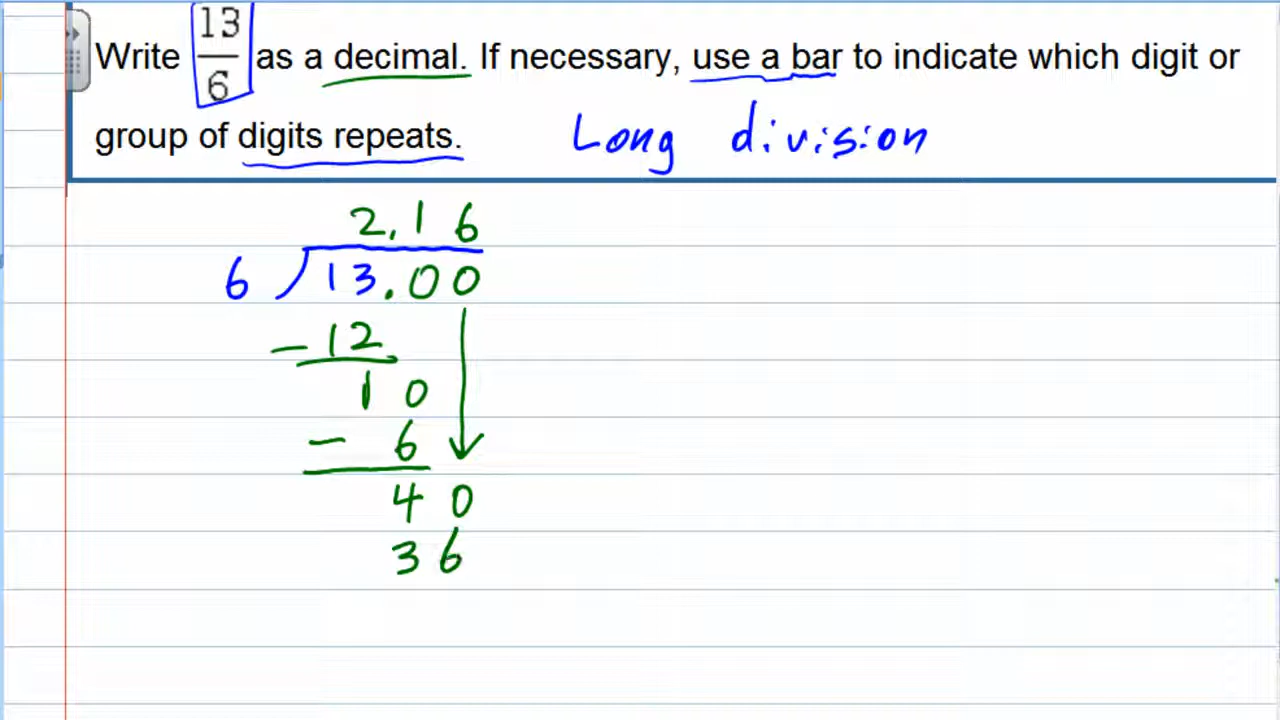 Write 13/6 as a decimal. If necessary, use a bar to indicate which digit or
group of digits repeats. Long division
2.16
6 ) 13.00
- 12
10
- 6
40
36